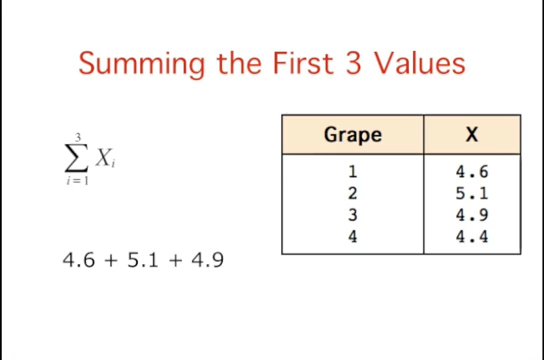 Summing the First 3 Values
3
∑ Xᵢ
i=1
4.6 + 5.1 + 4.9
Grape X
1 4.6
2 5.1
3 4.9
4 4.4